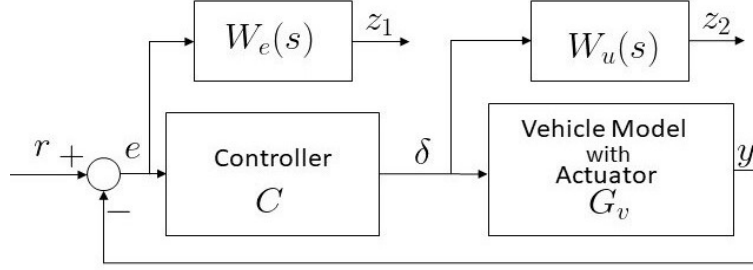 W_e(s)
z_1
W_u(s)
z_2
r
+
e
Controller
C
δ
Vehicle Model
with
Actuator
G_v
y
−